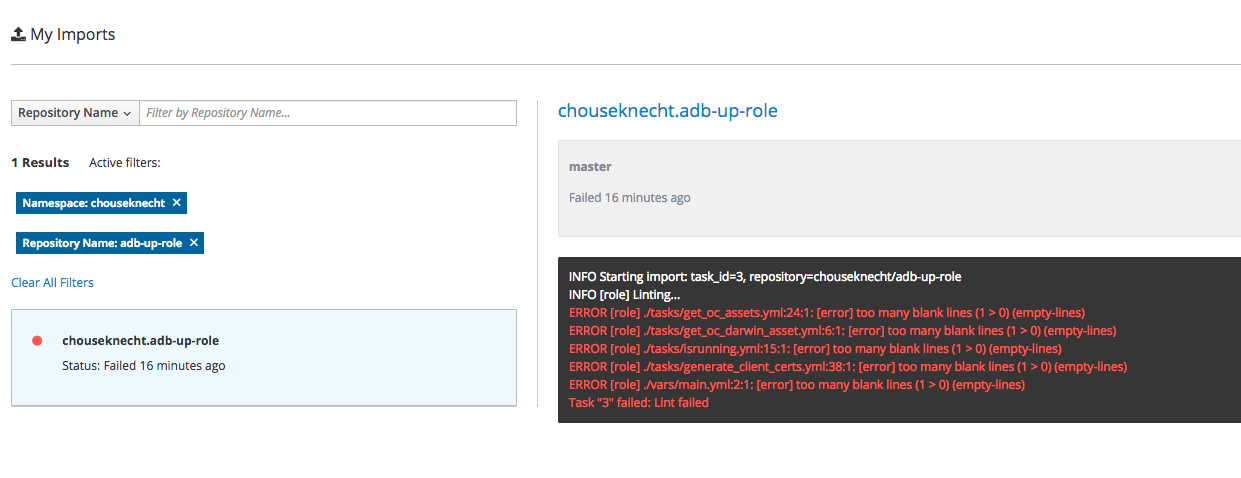 My Imports
Repository Name
Filter by Repository Name...
1 Results Active filters:
Namespace: chouseknecht ×
Repository Name: adb-up-role ×
Clear All Filters
chouseknecht.adb-up-role
Status: Failed 16 minutes ago
chouseknecht.adb-up-role
master
Failed 16 minutes ago
INFO Starting import: task_id=3, repository=chouseknecht/adb-up-role
INFO [role] Linting...
ERROR [role] ./tasks/get_oc_assets.yml:24:1: [error] too many blank lines (1 > 0) (empty-lines)
ERROR [role] ./tasks/get_oc_darwin_asset.yml:6:1: [error] too many blank lines (1 > 0) (empty-lines)
ERROR [role] ./tasks/isrunning.yml:15:1: [error] too many blank lines (1 > 0) (empty-lines)
ERROR [role] ./tasks/generate_client_certs.yml:38:1: [error] too many blank lines (1 > 0) (empty-lines)
ERROR [role] ./vars/main.yml:2:1: [error] too many blank lines (1 > 0) (empty-lines)
Task "3" failed: Lint failed